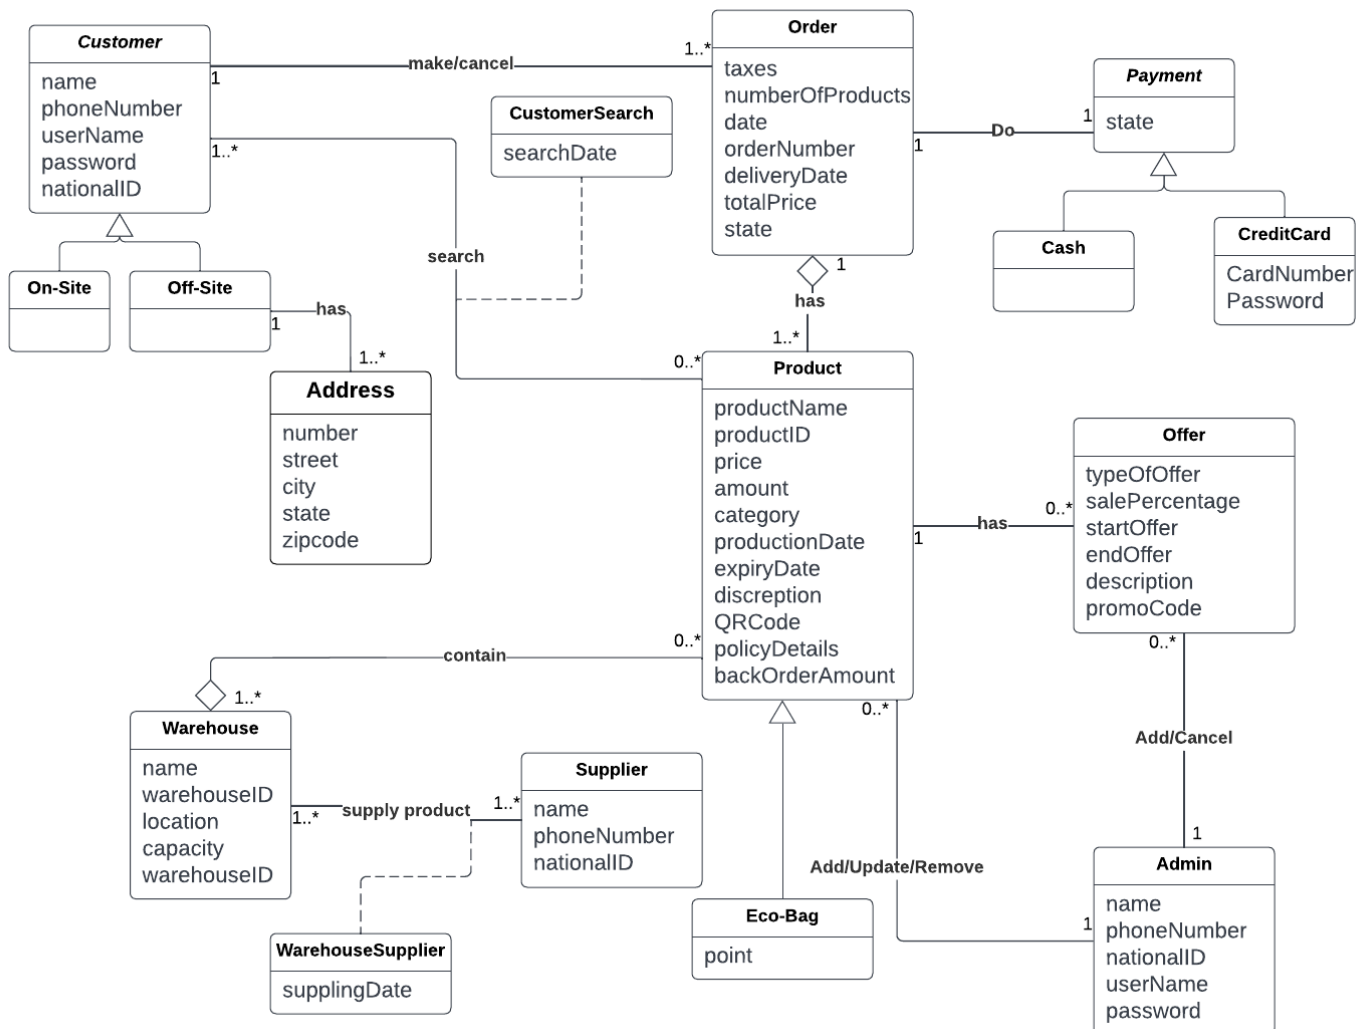 Customer
name
phoneNumber
userName
password
nationalID
1
make/cancel
1..*
Order
taxes
numberOfProducts
date
orderNumber
deliveryDate
totalPrice
state
1
Do
1
Payment
state
Cash
CreditCard
CardNumber
Password
1..*
CustomerSearch
searchDate
search
0..*
On-Site
Off-Site
1
has
1..*
Address
number
street
city
state
zipcode
1
has
1..*
Product
productName
productID
price
amount
category
productionDate
expiryDate
discreption
QRCode
policyDetails
backOrderAmount
1
has
0..*
Offer
typeOfOffer
salePercentage
startOffer
endOffer
description
promoCode
0..*
contain
1..*
Warehouse
name
warehouseID
location
capacity
warehouseID
1..*
supply product
1..*
Supplier
name
phoneNumber
nationalID
WarehouseSupplier
supplingDate
Eco-Bag
point
0..*
Add/Update/Remove
1
0..*
Add/Cancel
1
Admin
name
phoneNumber
nationalID
userName
password